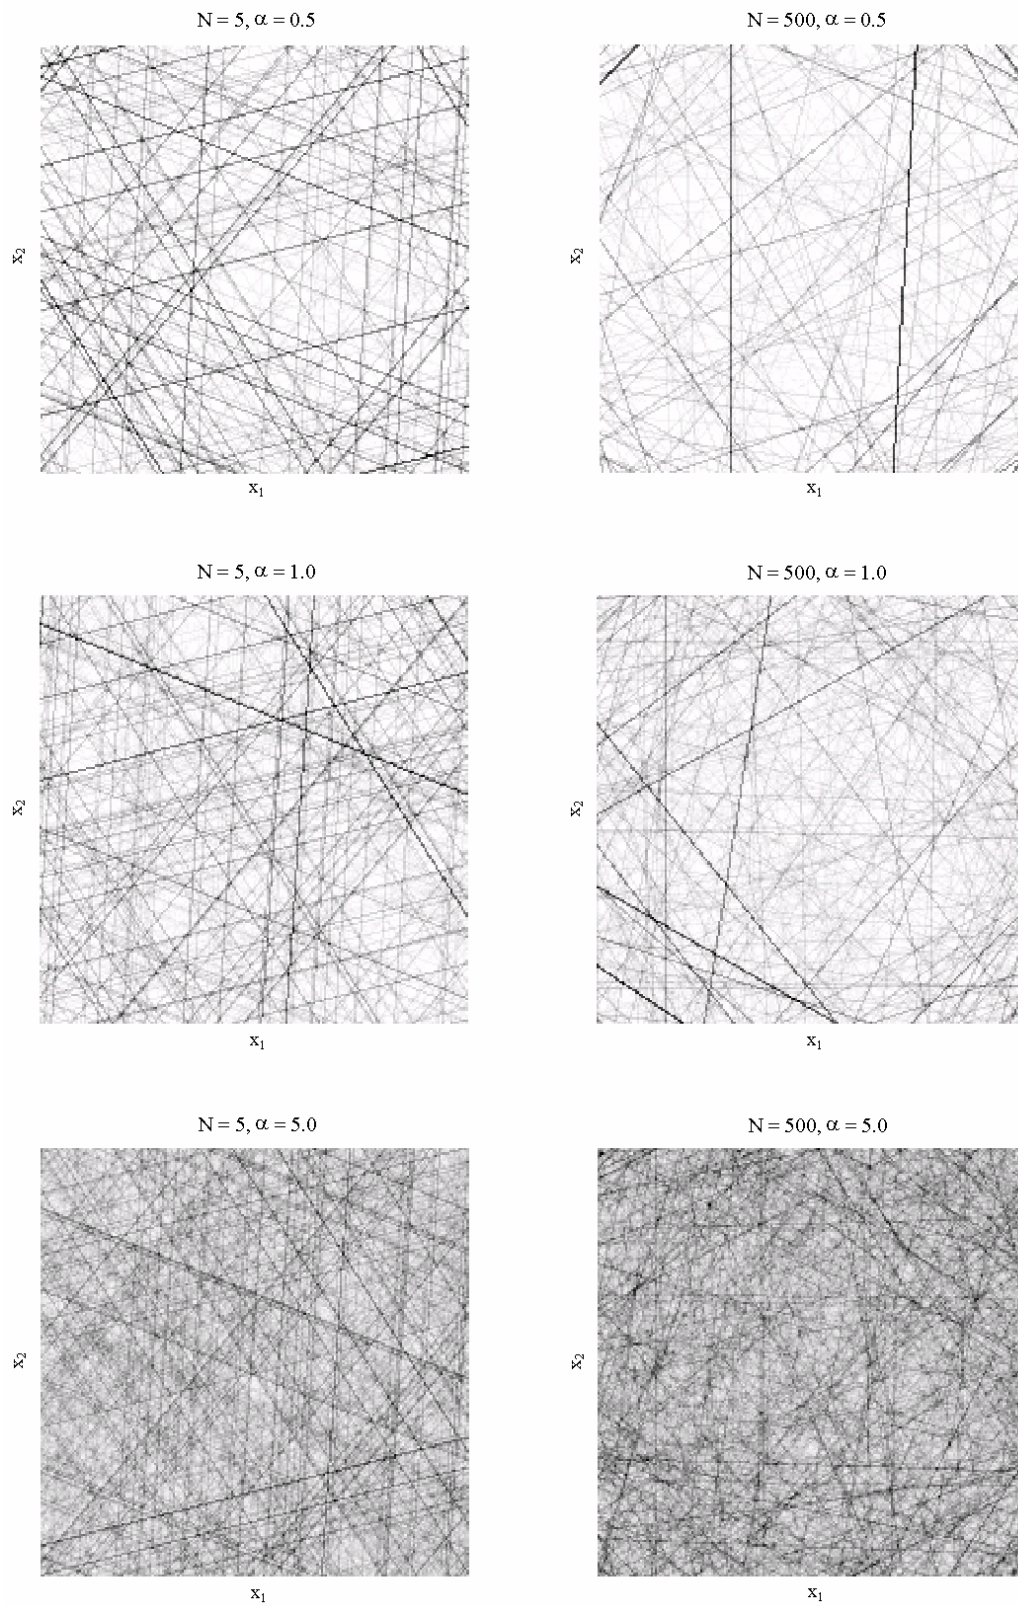 N = 5, α = 0.5
N = 500, α = 0.5
x₂
x₂
x₁
x₁
N = 5, α = 1.0
N = 500, α = 1.0
x₂
x₂
x₁
x₁
N = 5, α = 5.0
N = 500, α = 5.0
x₂
x₂
x₁
x₁